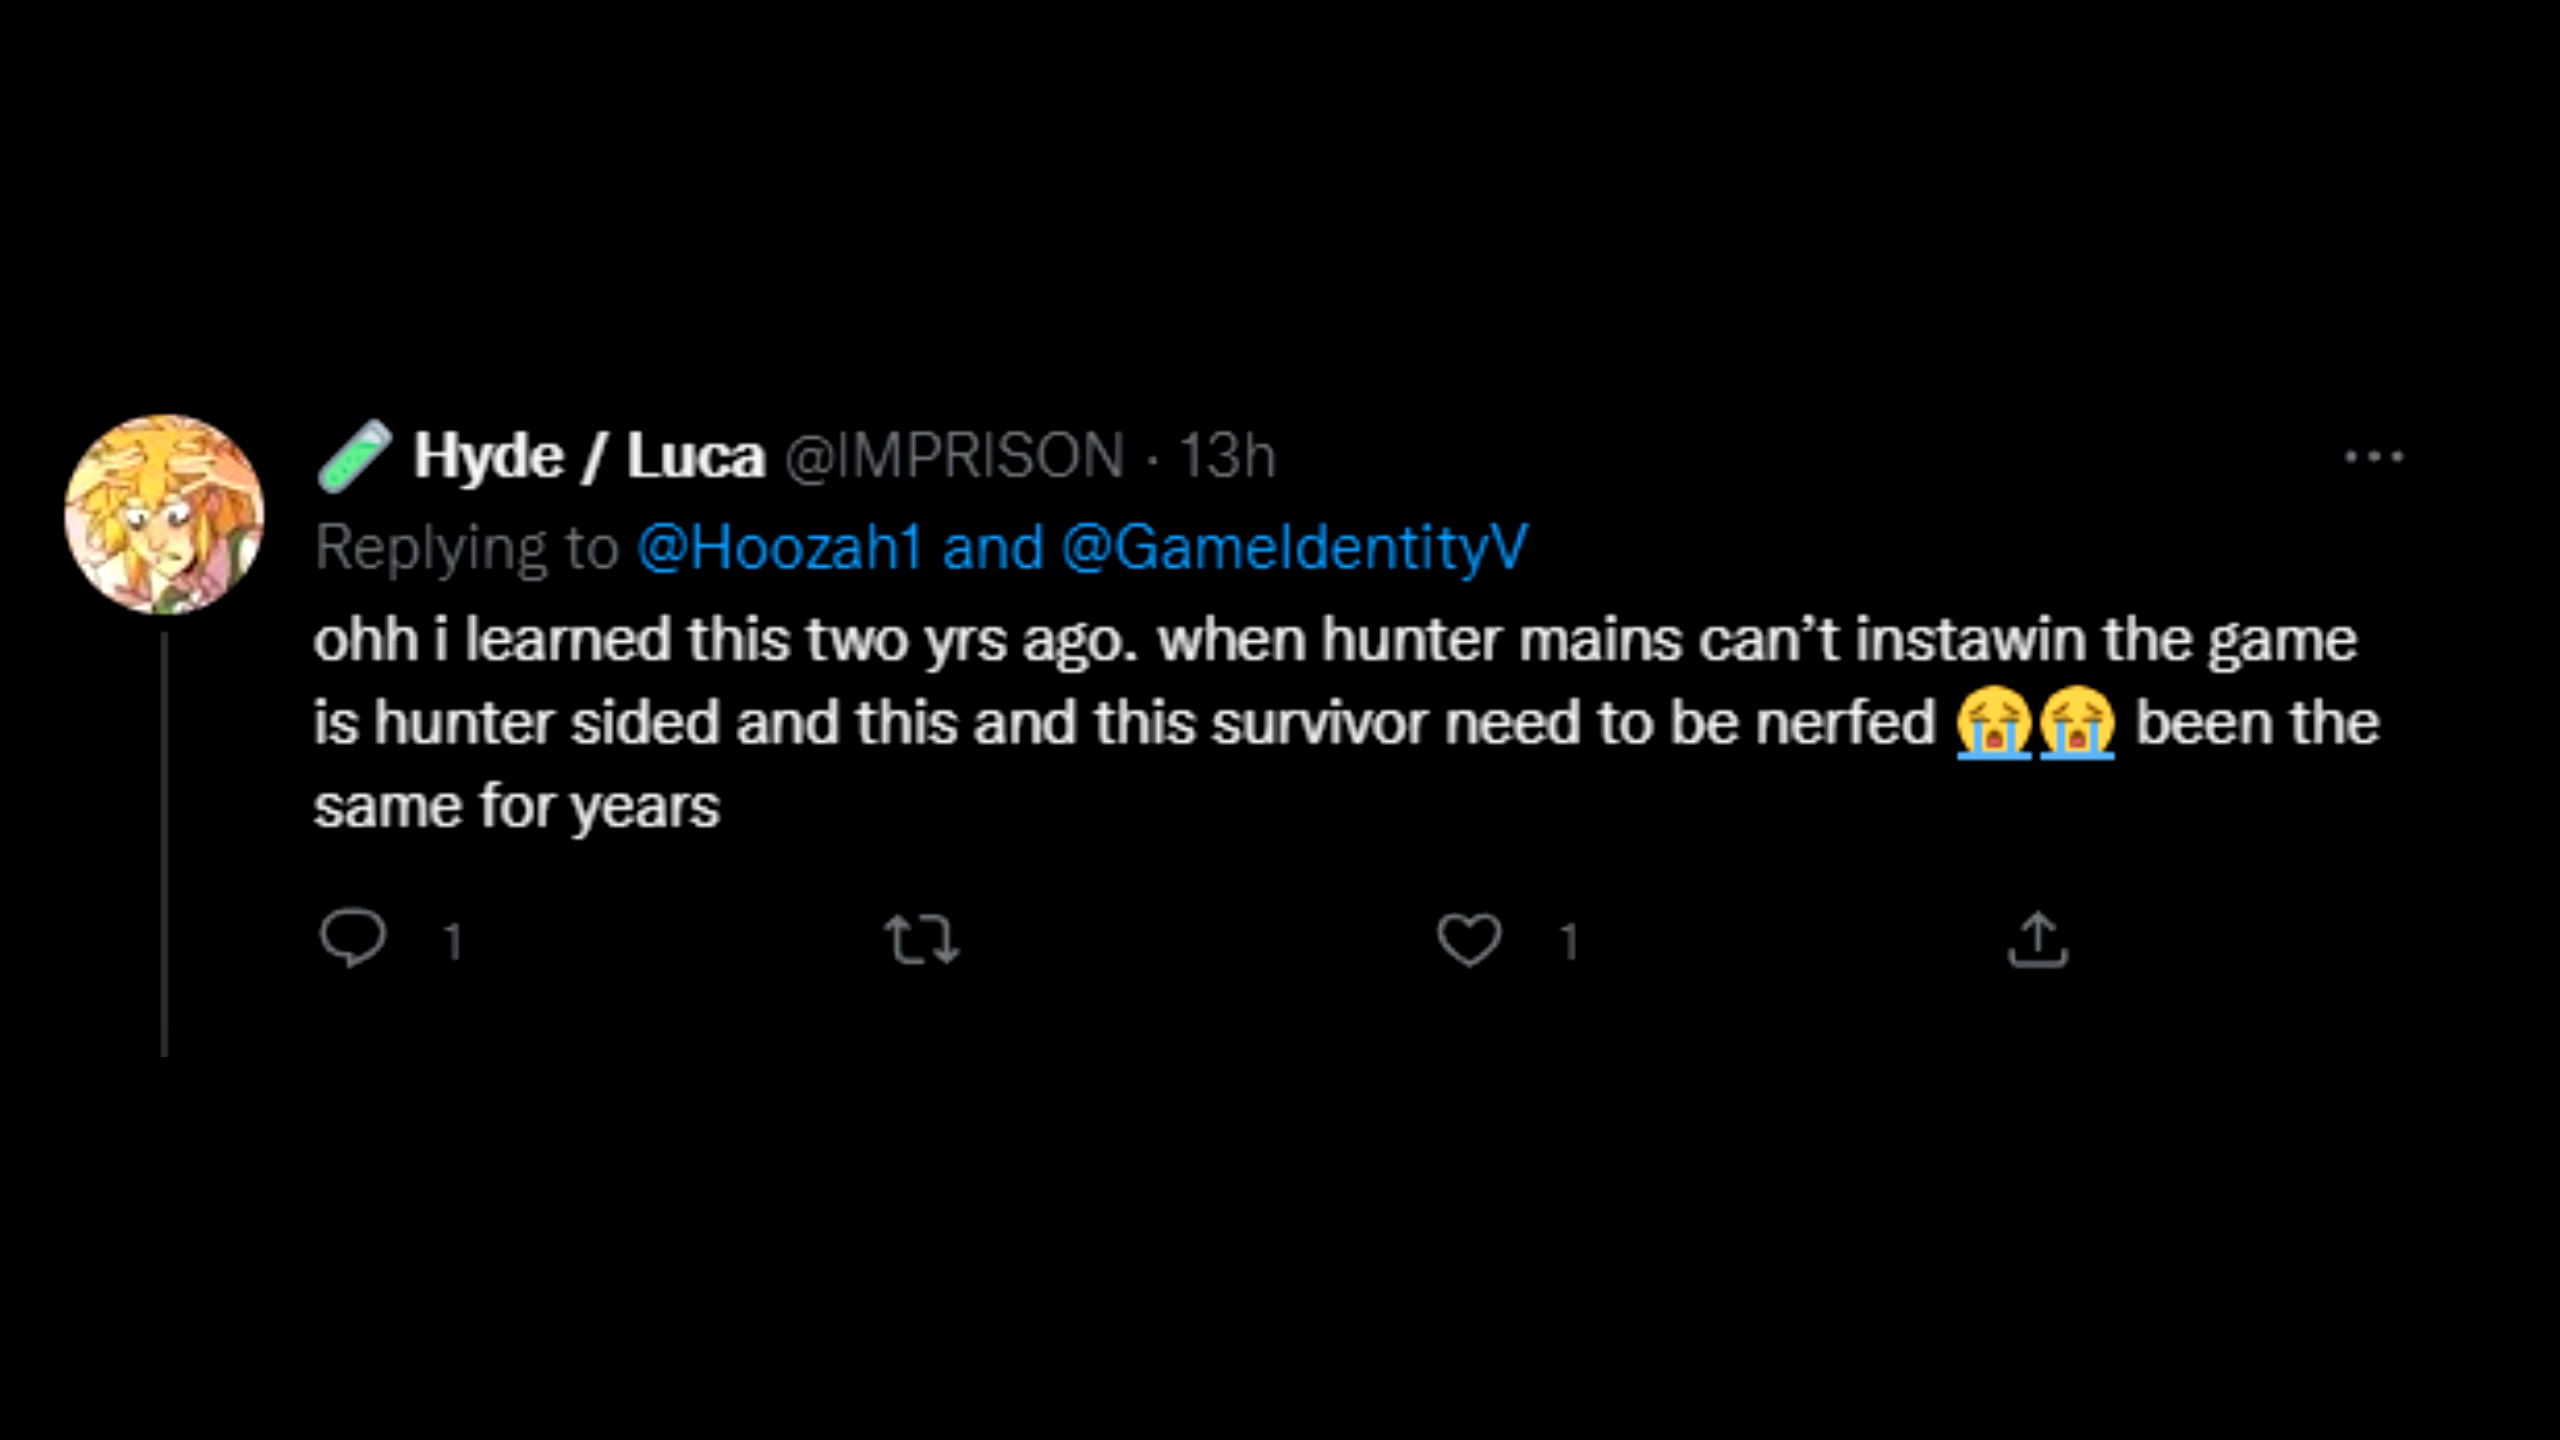 🧪 Hyde / Luca @IMPRISON · 13h
Replying to @Hoozah1 and @GameIdentityV
ohh i learned this two yrs ago. when hunter mains can’t instawin the game
is hunter sided and this and this survivor need to be nerfed 😭😭 been the
same for years
1 1